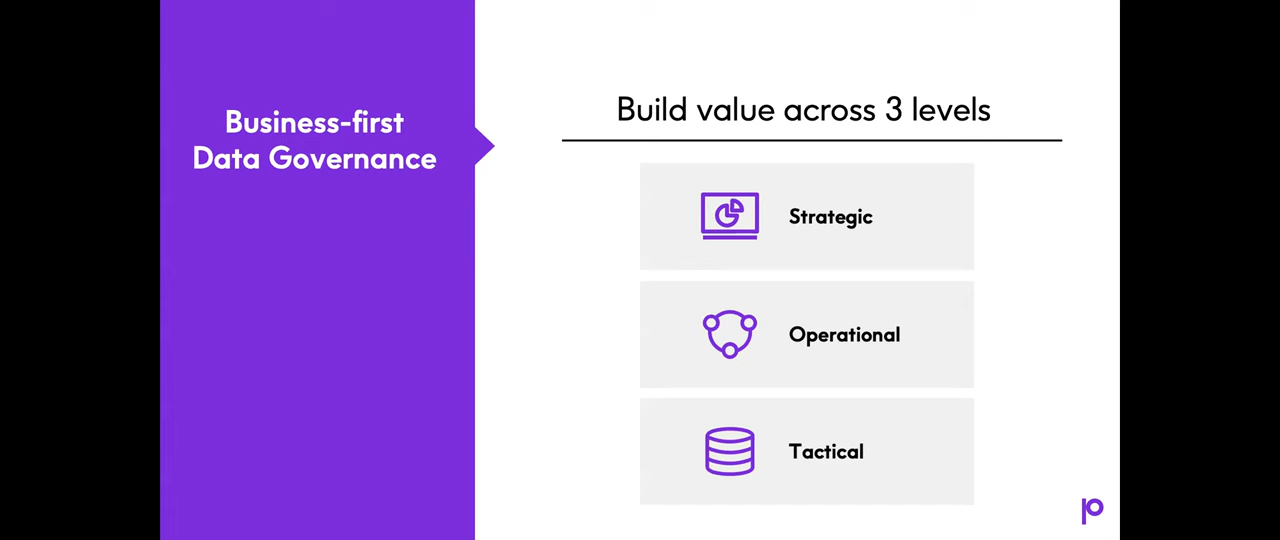 Business-first
Data Governance
Build value across 3 levels
Strategic
Operational
Tactical